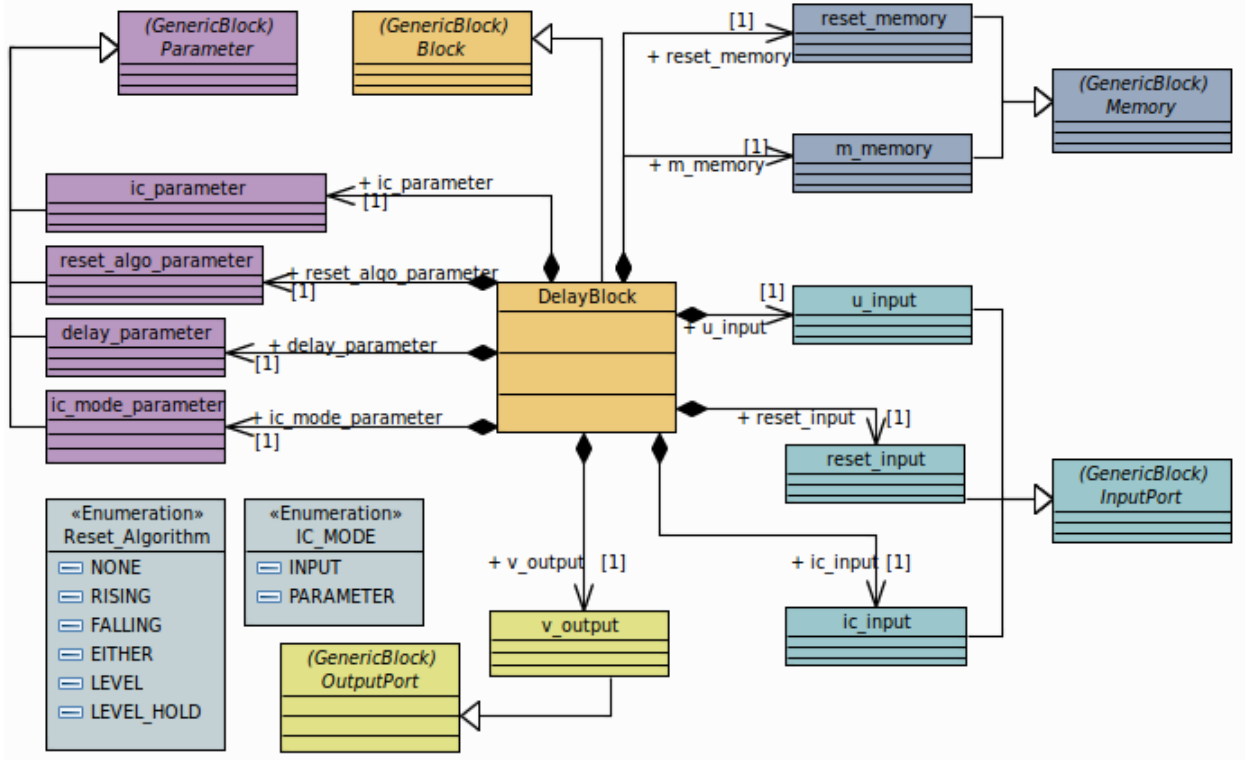 (GenericBlock)
Parameter
(GenericBlock)
Block
[1]
+ reset_memory
reset_memory
(GenericBlock)
Memory
[1]
+ m_memory
m_memory
ic_parameter
+ ic_parameter
[1]
reset_algo_parameter
+ reset_algo_parameter
[1]
DelayBlock
[1]
+ u_input
u_input
delay_parameter
+ delay_parameter
[1]
ic_mode_parameter
+ ic_mode_parameter
[1]
+ reset_input
[1]
reset_input
(GenericBlock)
InputPort
«Enumeration»
Reset_Algorithm
NONE
RISING
FALLING
EITHER
LEVEL
LEVEL_HOLD
«Enumeration»
IC_MODE
INPUT
PARAMETER
+ v_output
[1]
+ ic_input
[1]
v_output
ic_input
(GenericBlock)
OutputPort